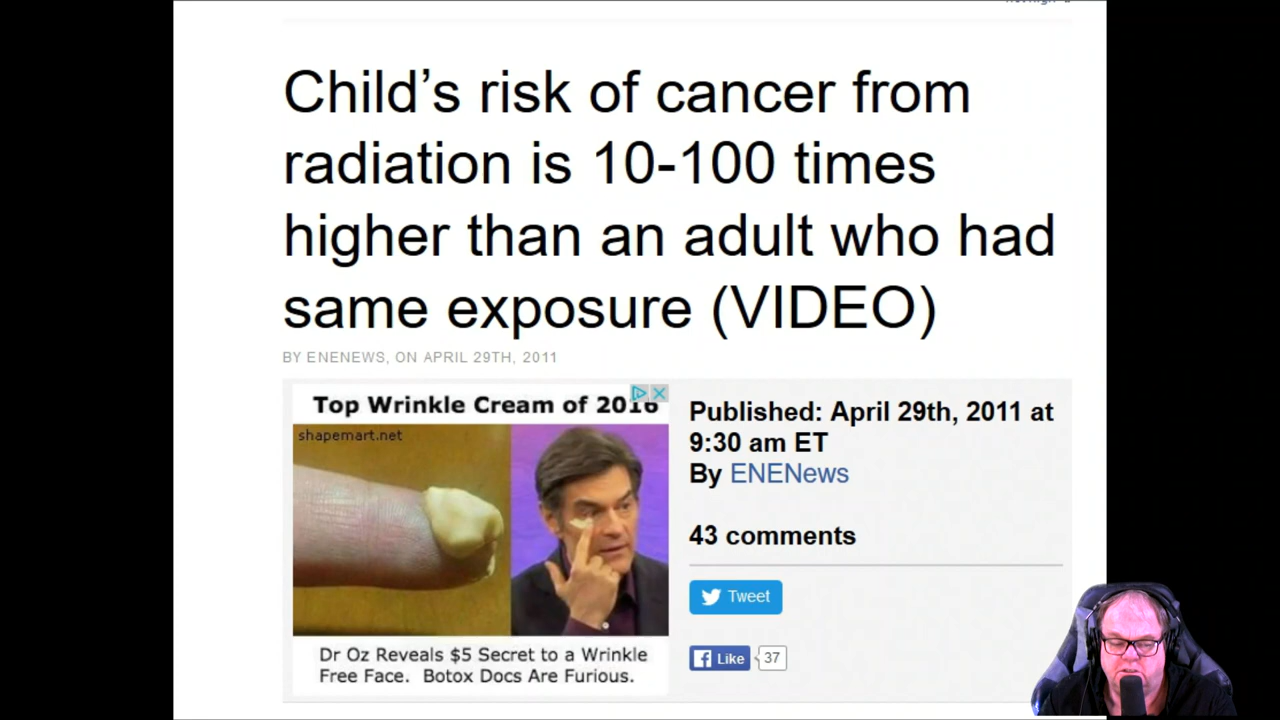 Child’s risk of cancer from
radiation is 10-100 times
higher than an adult who had
same exposure (VIDEO)
BY ENENEWS, ON APRIL 29TH, 2011
Top Wrinkle Cream of 2016
shapemart.net
Dr Oz Reveals $5 Secret to a Wrinkle
Free Face. Botox Docs Are Furious.
Published: April 29th, 2011 at
9:30 am ET
By ENENews
43 comments
Tweet
Like 37